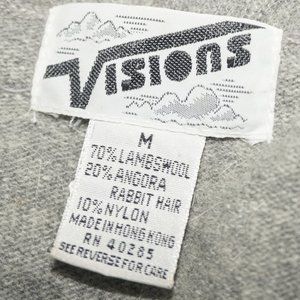 VISIONS
M
70% LAMBSWOOL
20% ANGORA
RABBIT HAIR
10% NYLON
MADE IN HONG KONG
RN 40285
SEE REVERSE FOR CARE